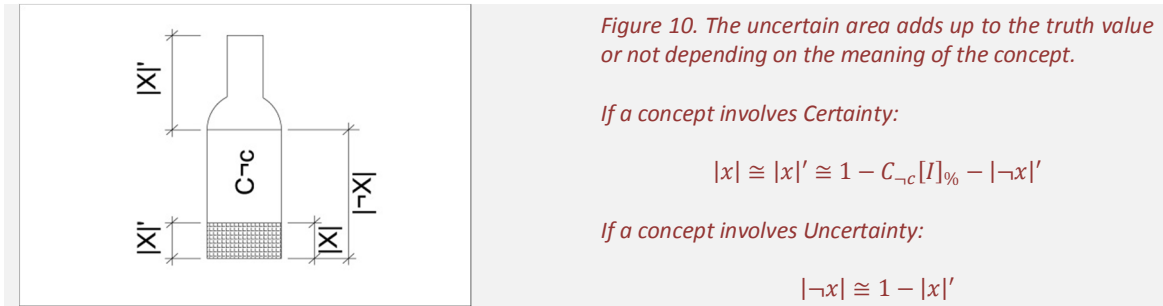 |X|'
C¬c
|¬X|
|X|'
|X|
Figure 10. The uncertain area adds up to the truth value
or not depending on the meaning of the concept.
If a concept involves Certainty:
|x| ≅ |x|′ ≅ 1 − C¬c[I]% − |¬x|′
If a concept involves Uncertainty:
|¬x| ≅ 1 − |x|′